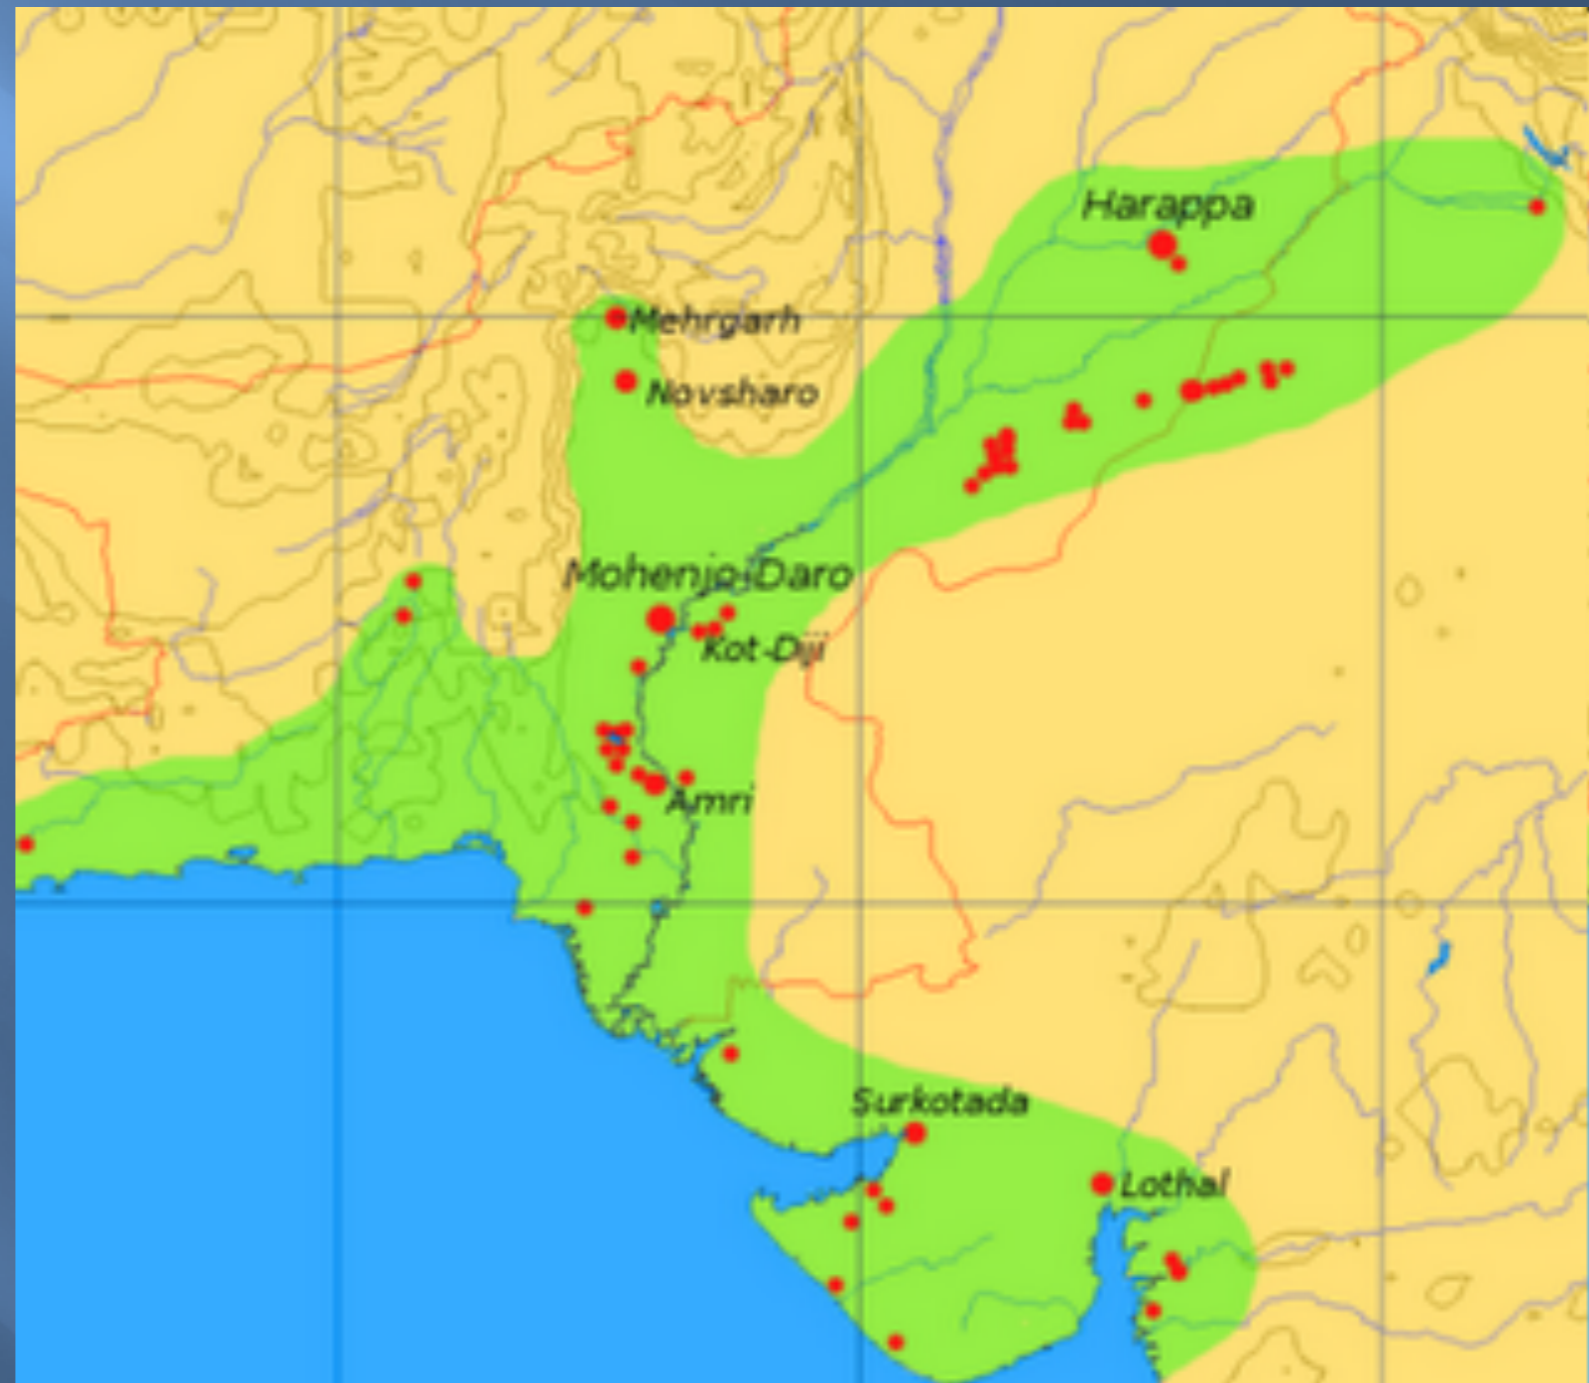 Harappa
Mehrgarh
Novsharo
Mohenjo-Daro
Kot-Diji
Amri
Surkotada
Lothal